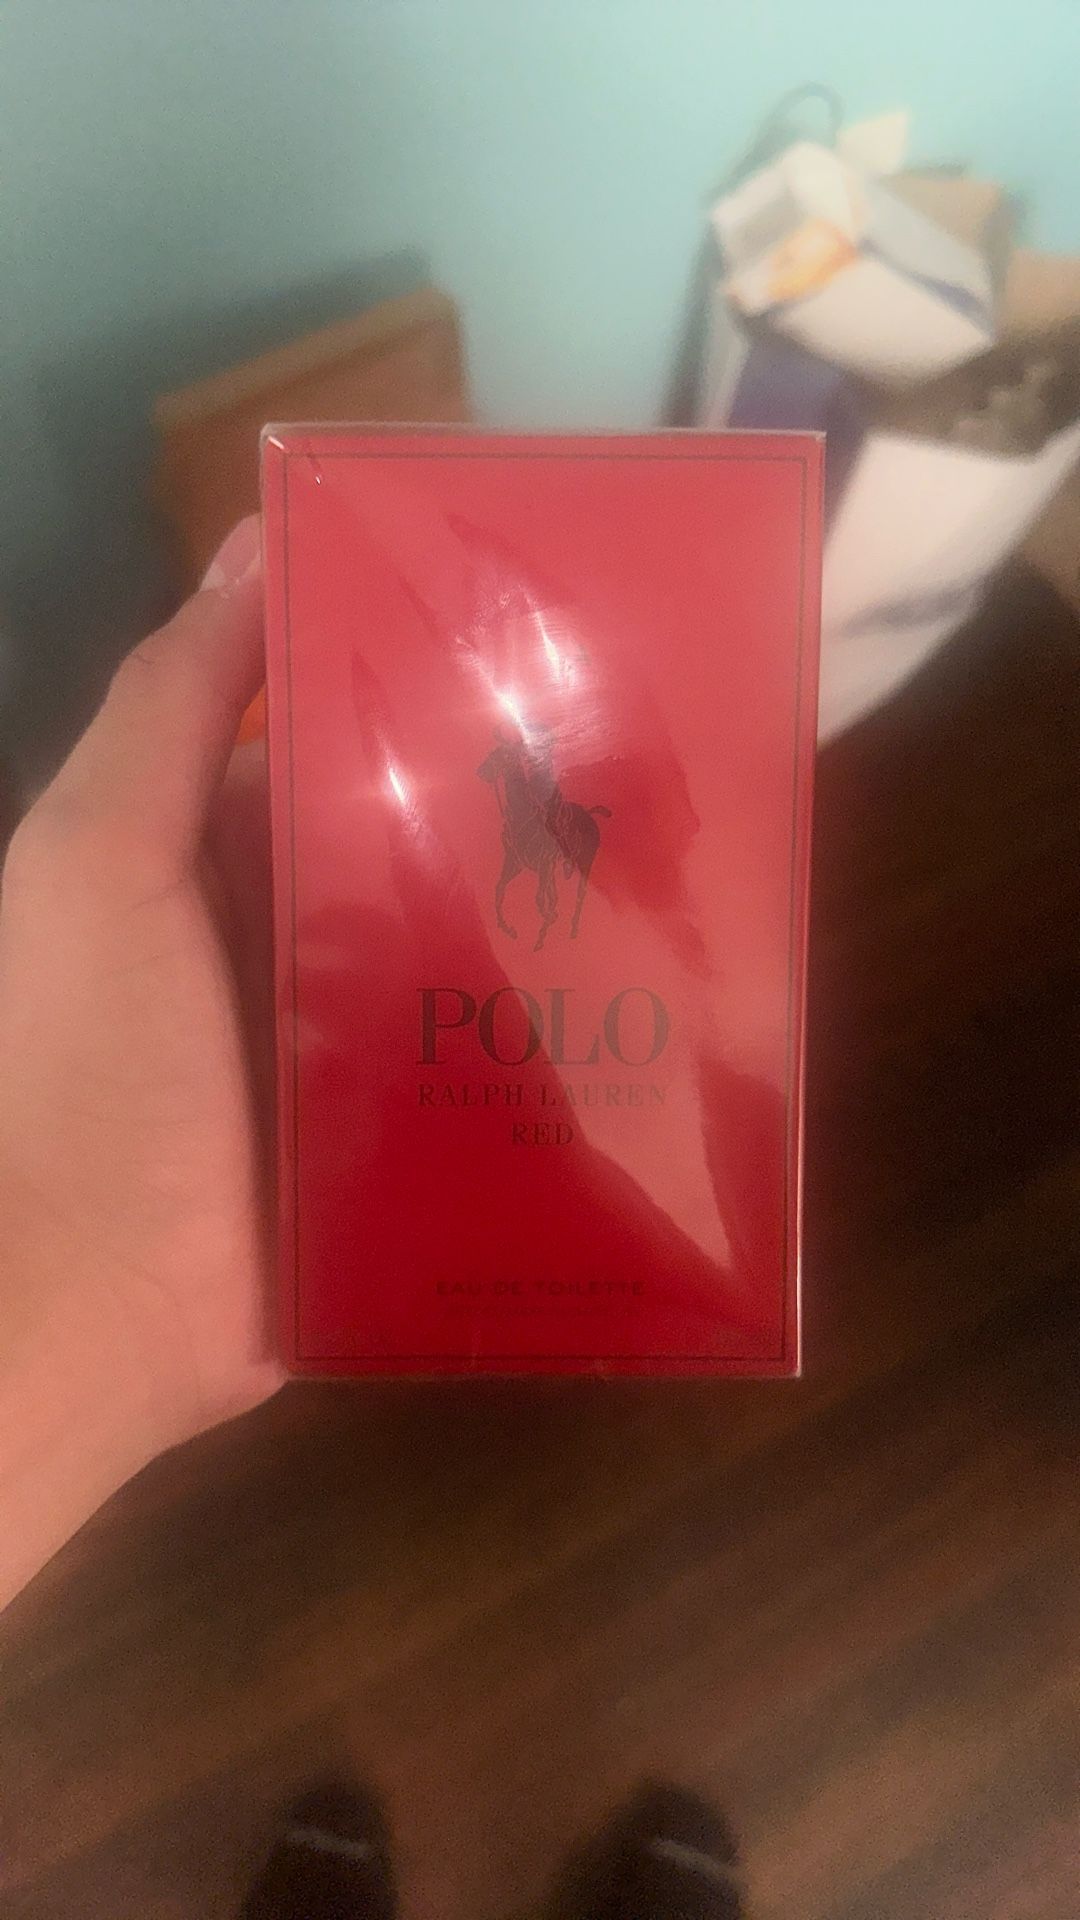 POLO
RALPH LAUREN
RED
EAU DE TOILETTE